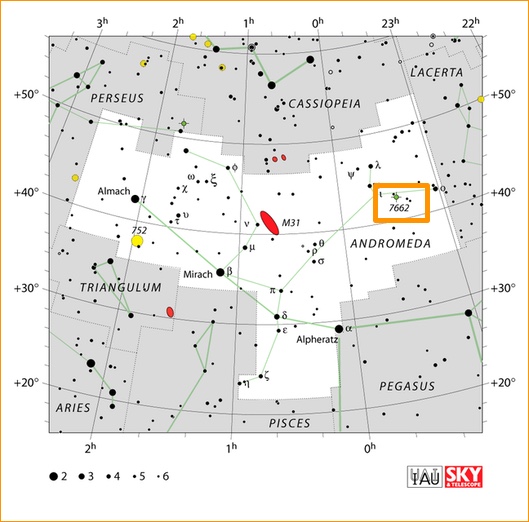 3h 2h 1h 0h 23h 22h
LACERTA
+50° PERSEUS CASSIOPEIA +50°
ψ λ
ω ξ φ
χ ι ο
+40° Almach γ 7662 +40°
υ
ν M31
752 θ ANDROMEDA
μ ρ
σ
Mirach β
+30° TRIANGULUM π +30°
δ
ε Alpheratz α
+20° η ζ PEGASUS +20°
ARIES
PISCES
2h 1h 0h
2 3 4 5 6
IAU SKY
& TELESCOPE